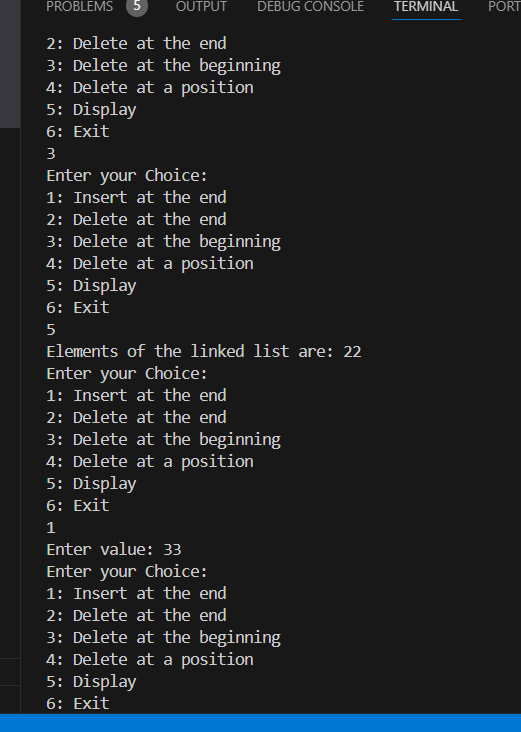 PROBLEMS 5 OUTPUT DEBUG CONSOLE TERMINAL PORT
2: Delete at the end
3: Delete at the beginning
4: Delete at a position
5: Display
6: Exit
3
Enter your Choice:
1: Insert at the end
2: Delete at the end
3: Delete at the beginning
4: Delete at a position
5: Display
6: Exit
5
Elements of the linked list are: 22
Enter your Choice:
1: Insert at the end
2: Delete at the end
3: Delete at the beginning
4: Delete at a position
5: Display
6: Exit
1
Enter value: 33
Enter your Choice:
1: Insert at the end
2: Delete at the end
3: Delete at the beginning
4: Delete at a position
5: Display
6: Exit